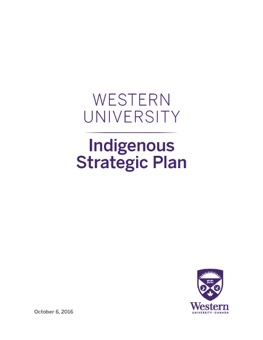 WESTERN
UNIVERSITY
Indigenous
Strategic Plan
Western
UNIVERSITY · CANADA
October 6, 2016